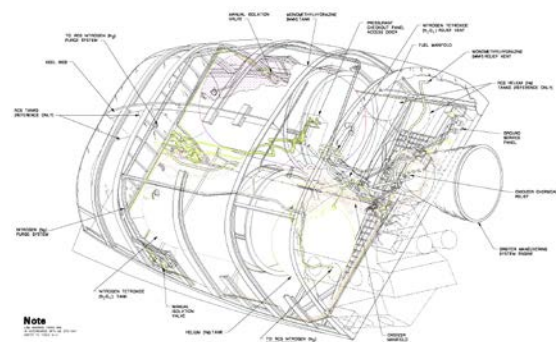 MANUAL ISOLATION
VALVE
MONOMETHYLHYDRAZINE
(MMH) TANK
PRESSURANT
CHECKOUT PANEL
ACCESS DOOR
NITROGEN TETROXIDE
(N₂O₄) RELIEF VENT
FUEL MANIFOLD
MONOMETHYLHYDRAZINE
(MMH) RELIEF VENT
TO RCS NITROGEN (N₂)
PURGE SYSTEM
RCS HELIUM (He)
TANKS
(REFERENCE ONLY)
RCS TANKS
(REFERENCE ONLY)
GROUND
SERVICE
PANEL
RELIEF
ORBITER MANEUVERING
SYSTEM ENGINE
NITROGEN (N₂)
PURGE SYSTEM
NITROGEN TETROXIDE
(N₂O₄) TANK
MANUAL
ISOLATION
VALVE
HELIUM (He) TANK
TO RCS NITROGEN (N₂)
OXIDIZER
MANIFOLD
Note